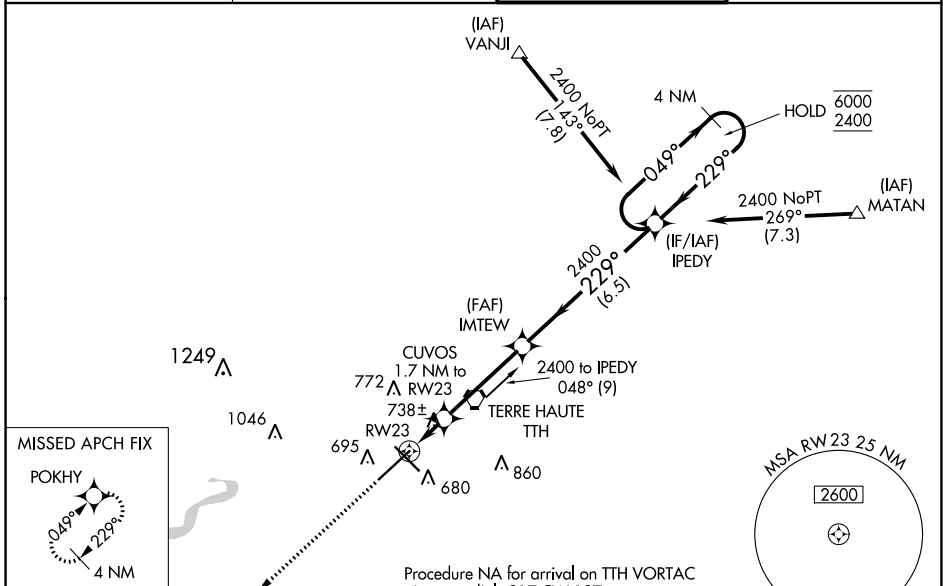 (IAF)
VANJI
2400 NoPT
143°
(7.8)
4 NM
HOLD
6000
2400
049°
229°
2400 NoPT
269°
(7.3)
(IAF)
MATAN
(IF/IAF)
IPEDY
2400
229°
(6.5)
(FAF)
IMTEW
CUVOS
1.7 NM to
RW23
2400 to IPEDY
048° (9)
TERRE HAUTE
TTH
1249
772
738±
1046
RW23
695
680
860
MISSED APCH FIX
POKHY
049°
229°
4 NM
MSA RW 23 25 NM
2600
Procedure NA for arrival on TTH VORTAC